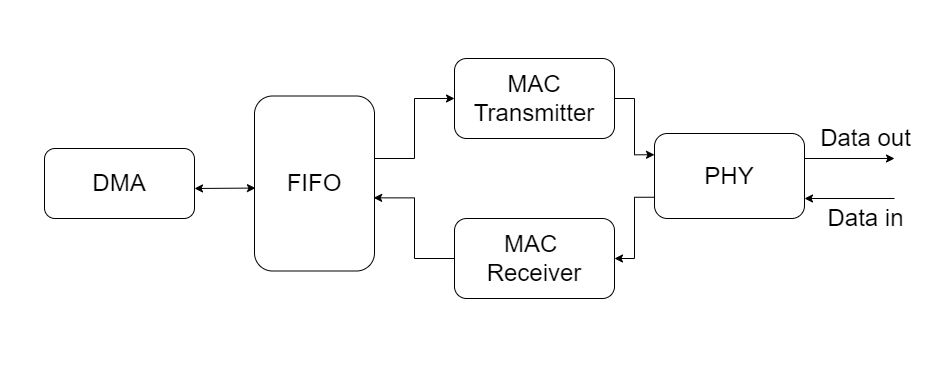 MAC
Transmitter
DMA
FIFO
PHY
Data out
Data in
MAC
Receiver